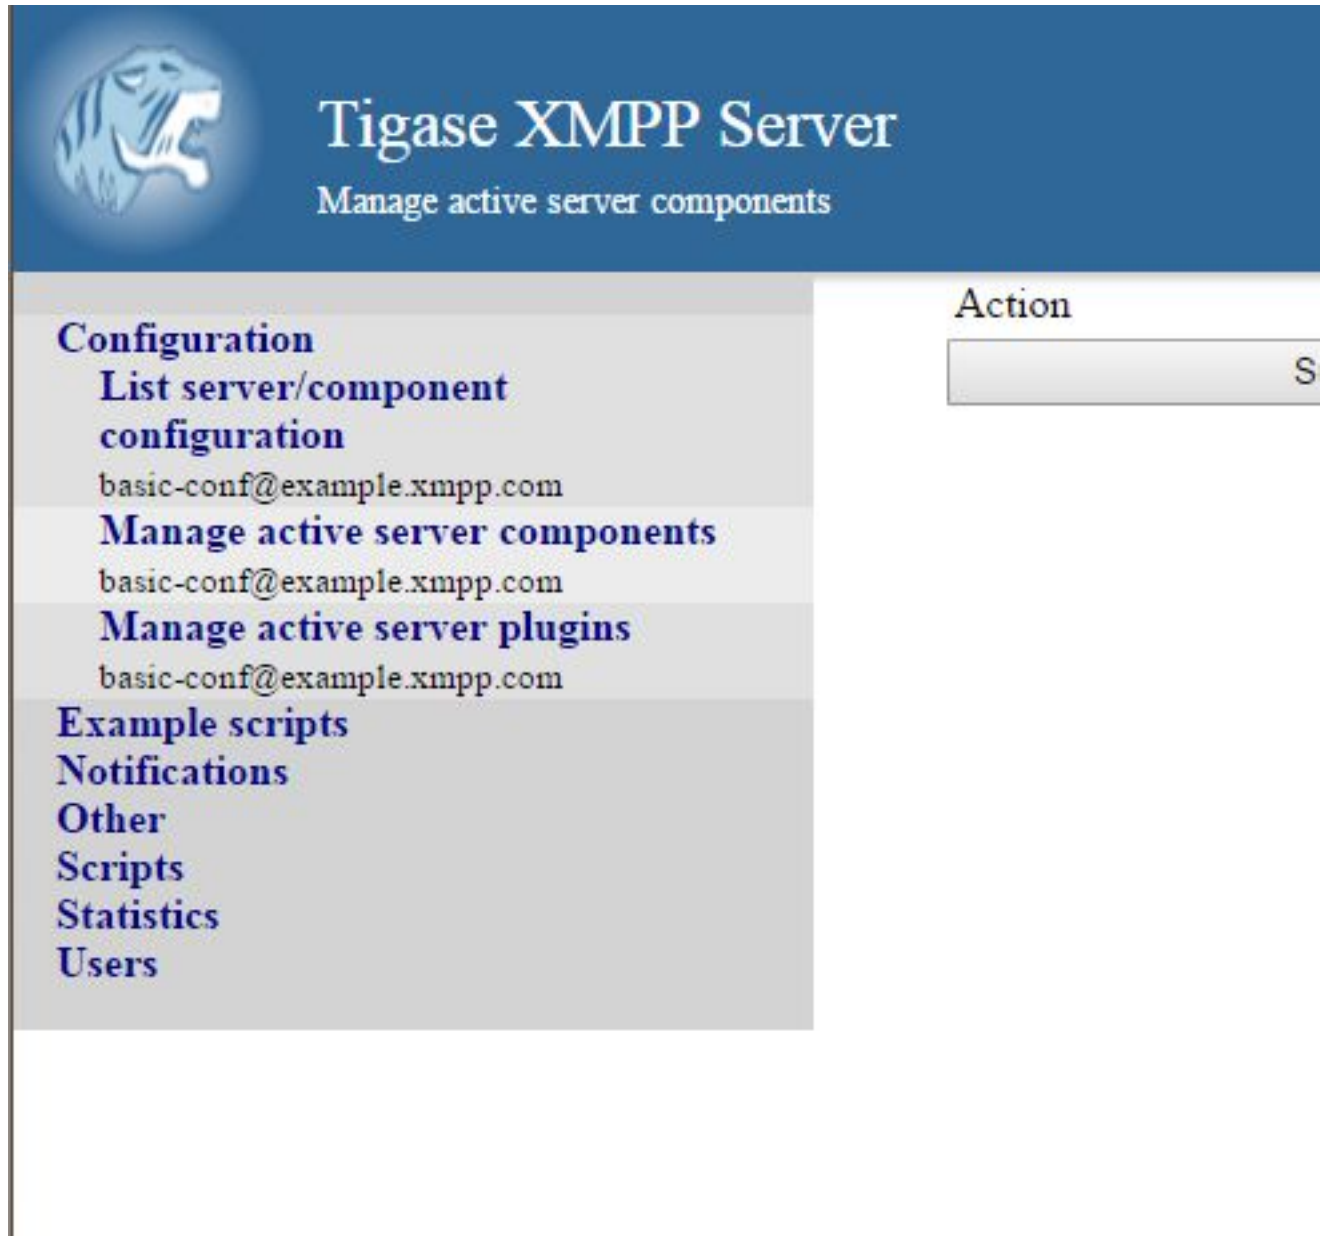 Tigase XMPP Server
Manage active server components
Configuration
List server/component
configuration
basic-conf@example.xmpp.com
Manage active server components
basic-conf@example.xmpp.com
Manage active server plugins
basic-conf@example.xmpp.com
Example scripts
Notifications
Other
Scripts
Statistics
Users
Action